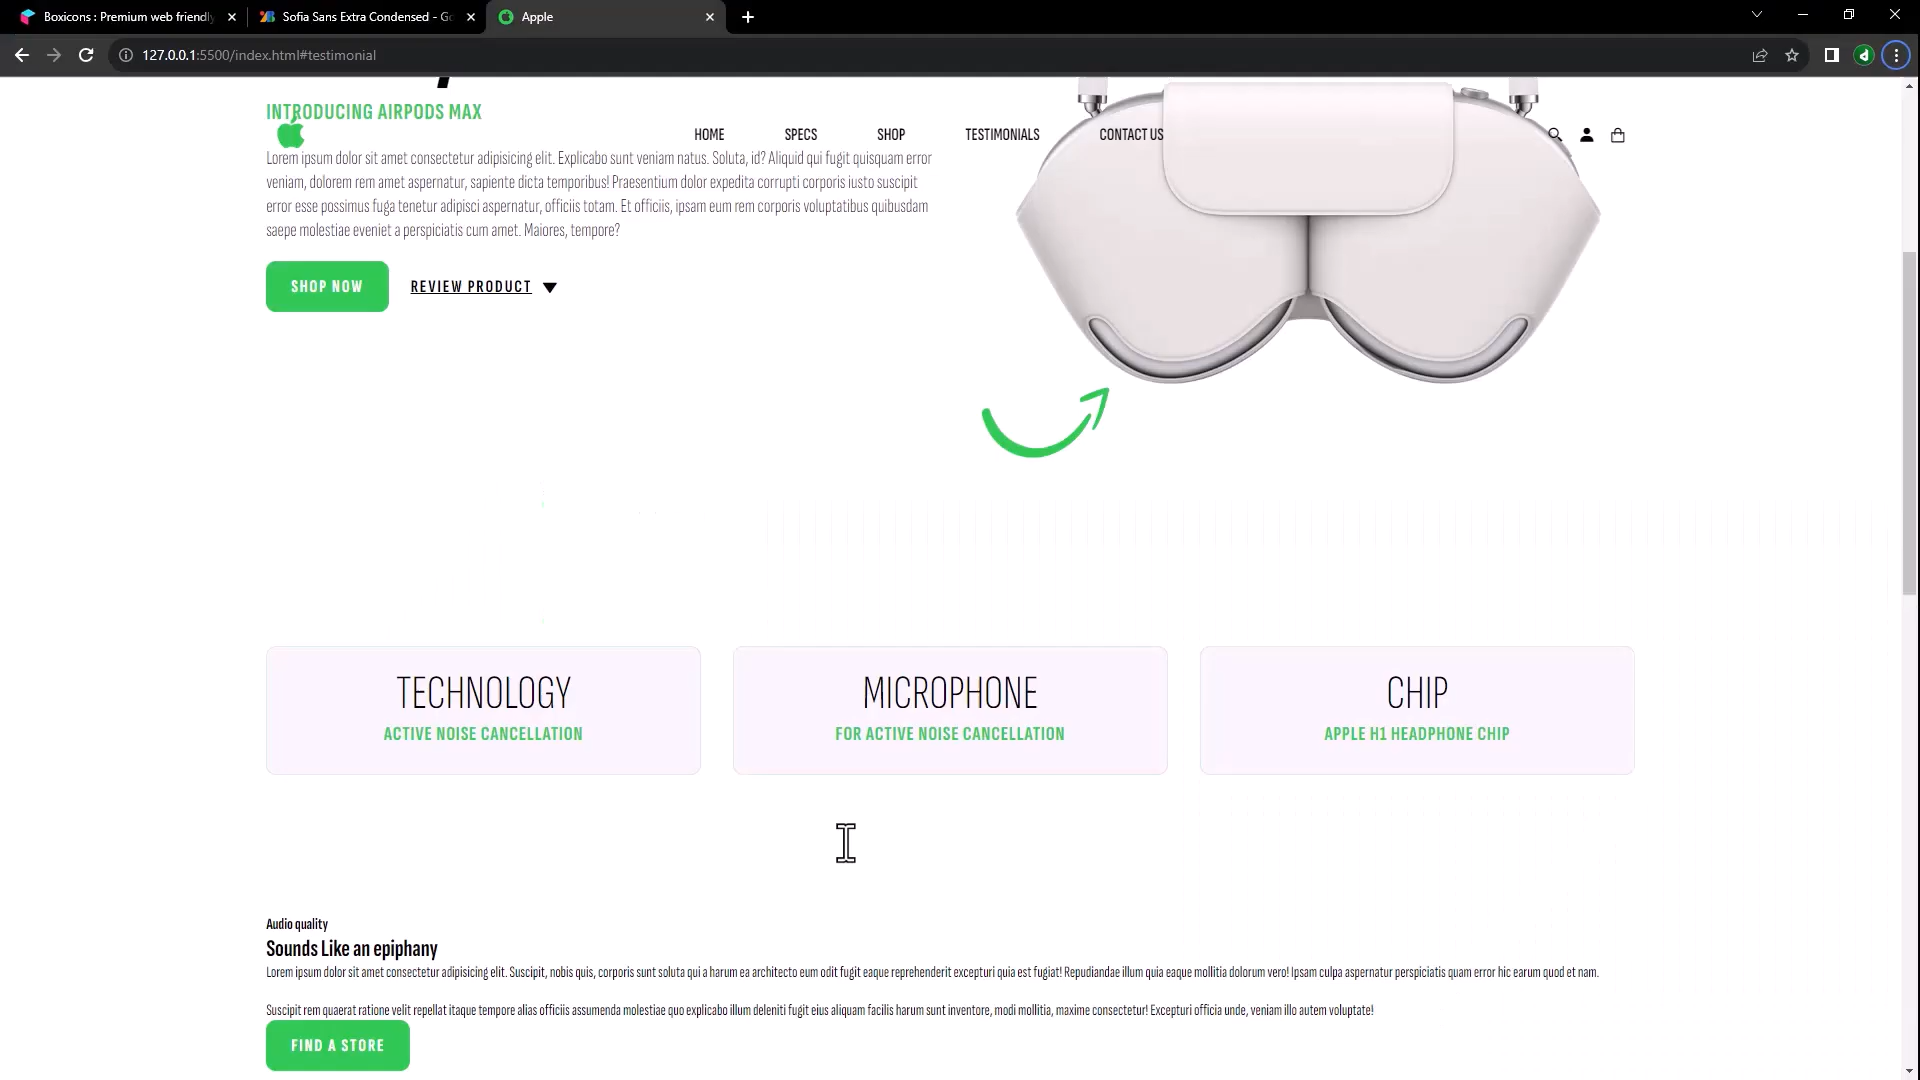 Boxicons : Premium web friendly
Sofia Sans Extra Condensed - Go
Apple
127.0.0.1:5500/index.html#testimonial
INTRODUCING AIRPODS MAX
HOME SPECS SHOP TESTIMONIALS CONTACT US
Lorem ipsum dolor sit amet consectetur adipisicing elit. Explicabo sunt veniam natus. Soluta, id? Aliquid qui fugit quisquam error
veniam, dolorem rem amet aspernatur, sapiente dicta temporibus! Praesentium dolor expedita corrupti corporis iusto suscipit
error esse possimus fuga tenetur adipisci aspernatur, officiis totam. Et officiis, ipsam eum rem corporis voluptatibus quibusdam
saepe molestiae eveniet a perspiciatis cum amet. Maiores, tempore?
SHOP NOW
REVIEW PRODUCT
TECHNOLOGY
ACTIVE NOISE CANCELLATION
MICROPHONE
FOR ACTIVE NOISE CANCELLATION
CHIP
APPLE H1 HEADPHONE CHIP
Audio quality
Sounds Like an epiphany
Lorem ipsum dolor sit amet consectetur adipisicing elit. Suscipit, nobis quis, corporis sunt soluta qui a harum ea architecto eum odit fugit eaque reprehenderit excepturi quia est fugiat! Repudiandae illum quia eaque mollitia dolorum vero! Ipsam culpa aspernatur perspiciatis quam error hic earum quod et nam.
Suscipit rem quaerat ratione velit repellat itaque tempore alias officiis assumenda molestiae quo explicabo illum deleniti fugit eius aliquam facilis harum sunt inventore, modi mollitia, maxime consectetur! Excepturi officia unde, veniam illo autem voluptate!
FIND A STORE